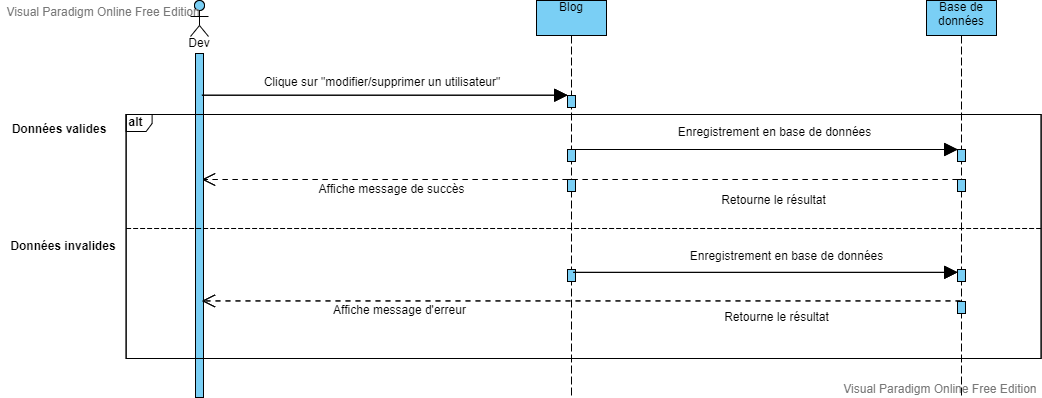 Visual Paradigm Online Free Edition
Dev
Blog
Base de
données
Clique sur "modifier/supprimer un utilisateur"
Données valides
alt
Enregistrement en base de données
Affiche message de succès
Retourne le résultat
Données invalides
Enregistrement en base de données
Affiche message d'erreur
Retourne le résultat
Visual Paradigm Online Free Edition